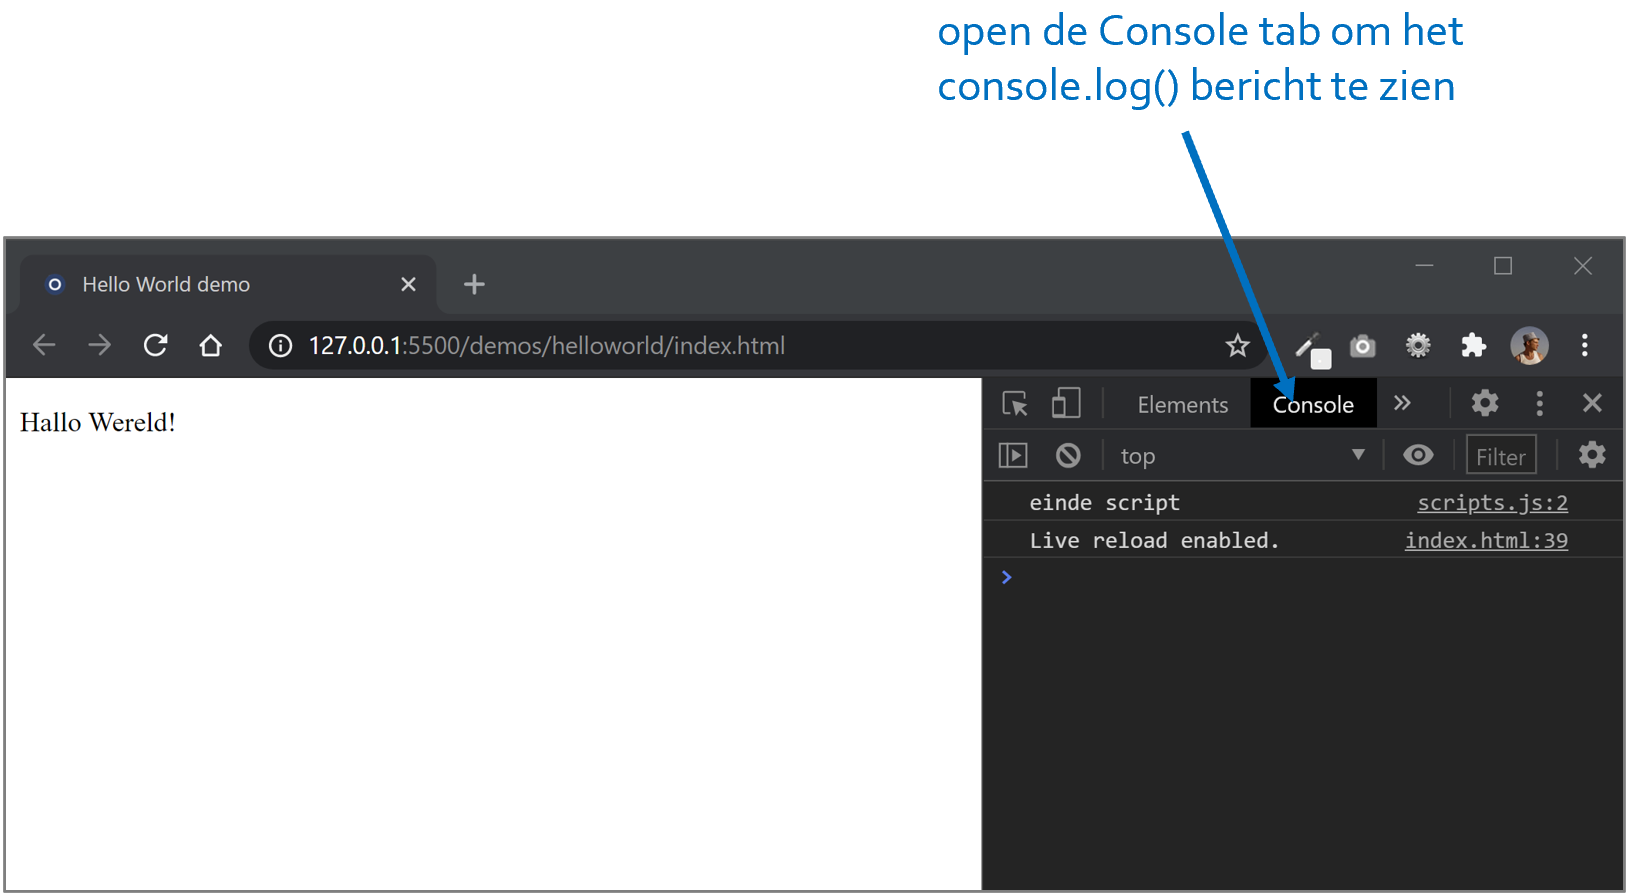 open de Console tab om het
console.log() bericht te zien
Hello World demo
127.0.0.1:5500/demos/helloworld/index.html
Hallo Wereld!
Elements Console
top Filter
einde script scripts.js:2
Live reload enabled. index.html:39